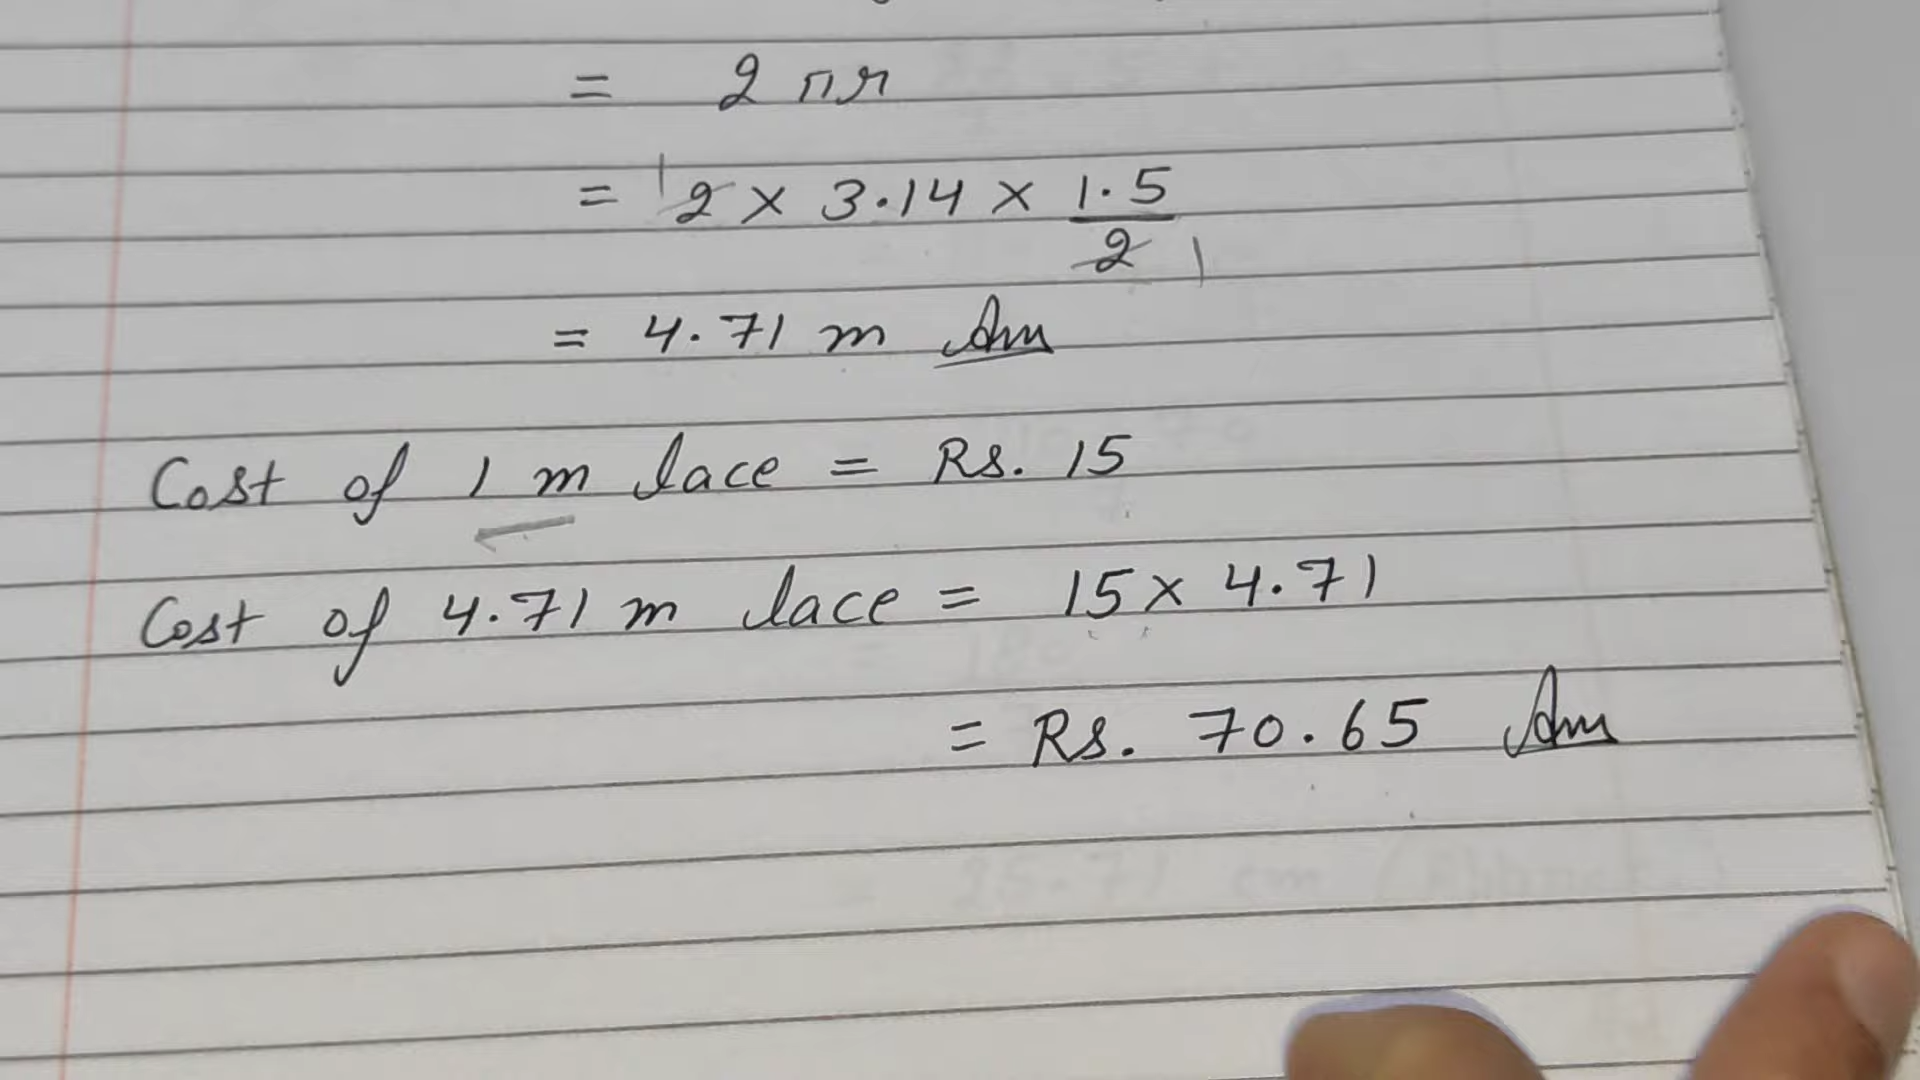 = 2πr
= 2 × 3.14 × 1.5/2
= 4.71 m Ans
Cost of 1 m lace = Rs. 15
Cost of 4.71 m lace = 15 × 4.71
= Rs. 70.65 Ans